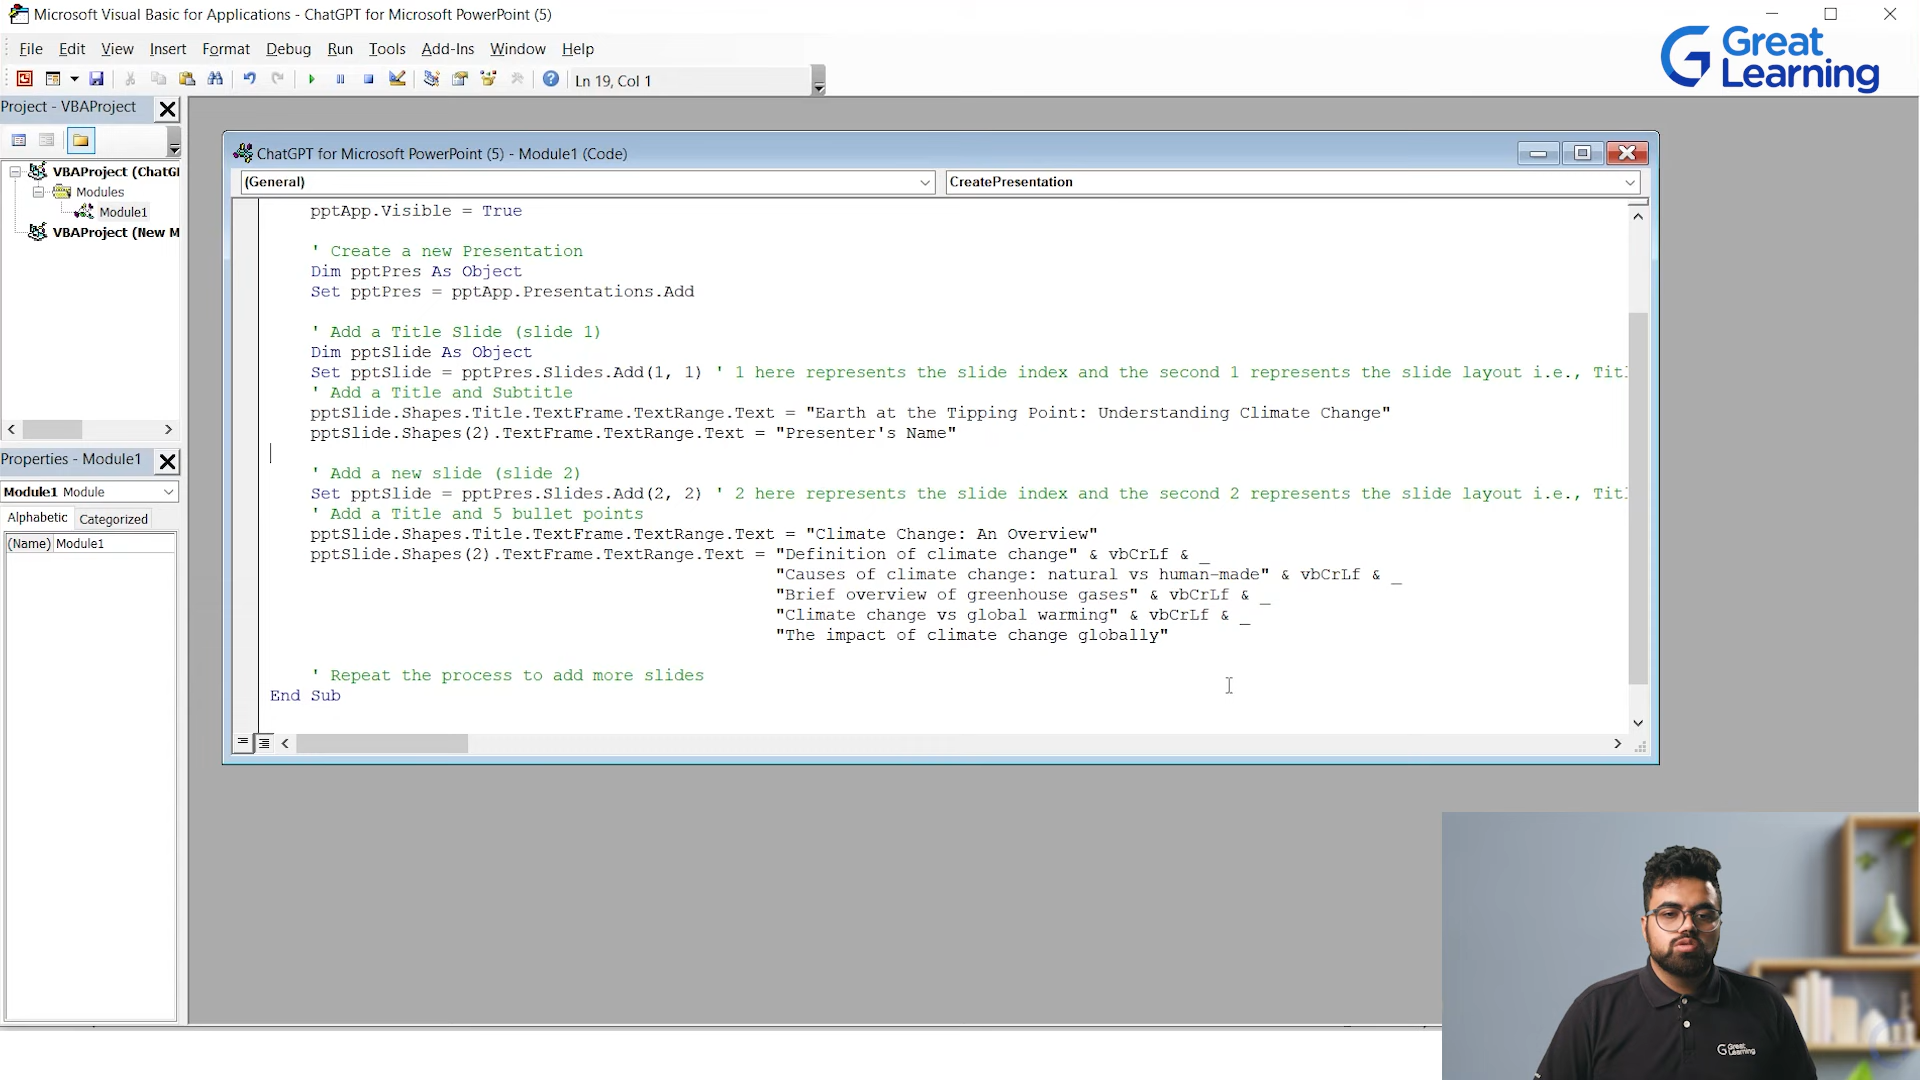 Microsoft Visual Basic for Applications - ChatGPT for Microsoft PowerPoint (5)
File Edit View Insert Format Debug Run Tools Add-Ins Window Help
Ln 19, Col 1
Great
Learning
Project - VBAProject
VBAProject (ChatG
Modules
Module1
VBAProject (New M
Properties - Module1
Module1 Module
Alphabetic Categorized
(Name) Module1
ChatGPT for Microsoft PowerPoint (5) - Module1 (Code)
(General) CreatePresentation
pptApp.Visible = True
' Create a new Presentation
Dim pptPres As Object
Set pptPres = pptApp.Presentations.Add
' Add a Title Slide (slide 1)
Dim pptSlide As Object
Set pptSlide = pptPres.Slides.Add(1, 1) ' 1 here represents the slide index and the second 1 represents the slide layout i.e., Tit
' Add a Title and Subtitle
pptSlide.Shapes.Title.TextFrame.TextRange.Text = "Earth at the Tipping Point: Understanding Climate Change"
pptSlide.Shapes(2).TextFrame.TextRange.Text = "Presenter's Name"
' Add a new slide (slide 2)
Set pptSlide = pptPres.Slides.Add(2, 2) ' 2 here represents the slide index and the second 2 represents the slide layout i.e., Tit
' Add a Title and 5 bullet points
pptSlide.Shapes.Title.TextFrame.TextRange.Text = "Climate Change: An Overview"
pptSlide.Shapes(2).TextFrame.TextRange.Text = "Definition of climate change" & vbCrLf & _
"Causes of climate change: natural vs human-made" & vbCrLf & _
"Brief overview of greenhouse gases" & vbCrLf & _
"Climate change vs global warming" & vbCrLf & _
"The impact of climate change globally"
' Repeat the process to add more slides
End Sub
Great
Learning